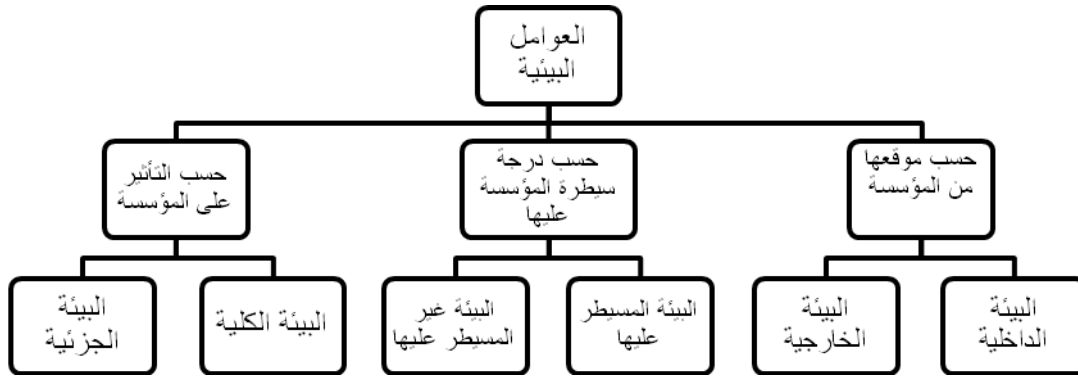 العوامل
البيئية
حسب موقعها
من المؤسسة
حسب درجة
سيطرة المؤسسة
عليها
حسب التأثير
على المؤسسة
البيئة
الداخلية
البيئة
الخارجية
البيئة المسيطر
عليها
البيئة غير
المسيطر عليها
البيئة الكلية
البيئة
الجزئية